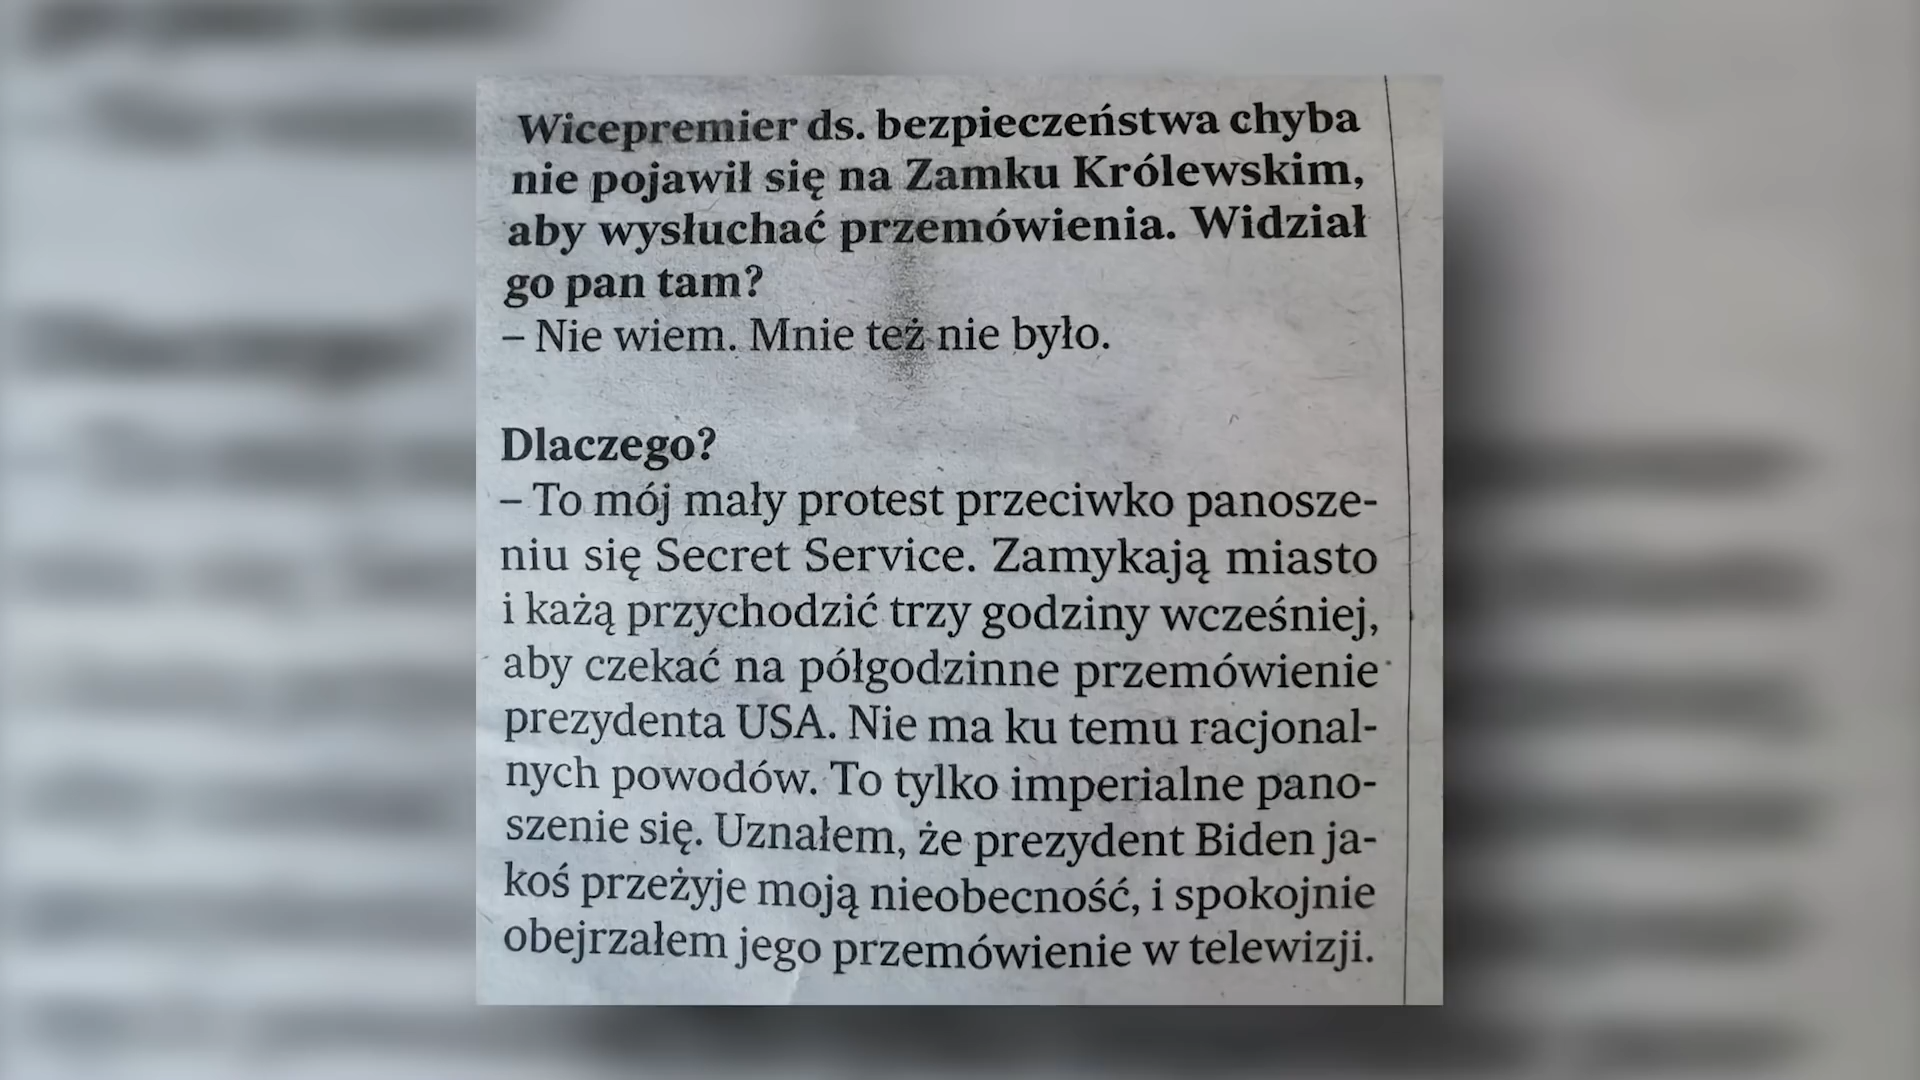 Wicepremier ds. bezpieczeństwa chyba
nie pojawił się na Zamku Królewskim,
aby wysłuchać przemówienia. Widział
go pan tam?
– Nie wiem. Mnie też nie było.
Dlaczego?
– To mój mały protest przeciwko panosze-
niu się Secret Service. Zamykają miasto
i każą przychodzić trzy godziny wcześniej,
aby czekać na półgodzinne przemówienie
prezydenta USA. Nie ma ku temu racjonal-
nych powodów. To tylko imperialne pano-
szenie się. Uznałem, że prezydent Biden ja-
koś przeżyje moją nieobecność, i spokojnie
obejrzałem jego przemówienie w telewizji.